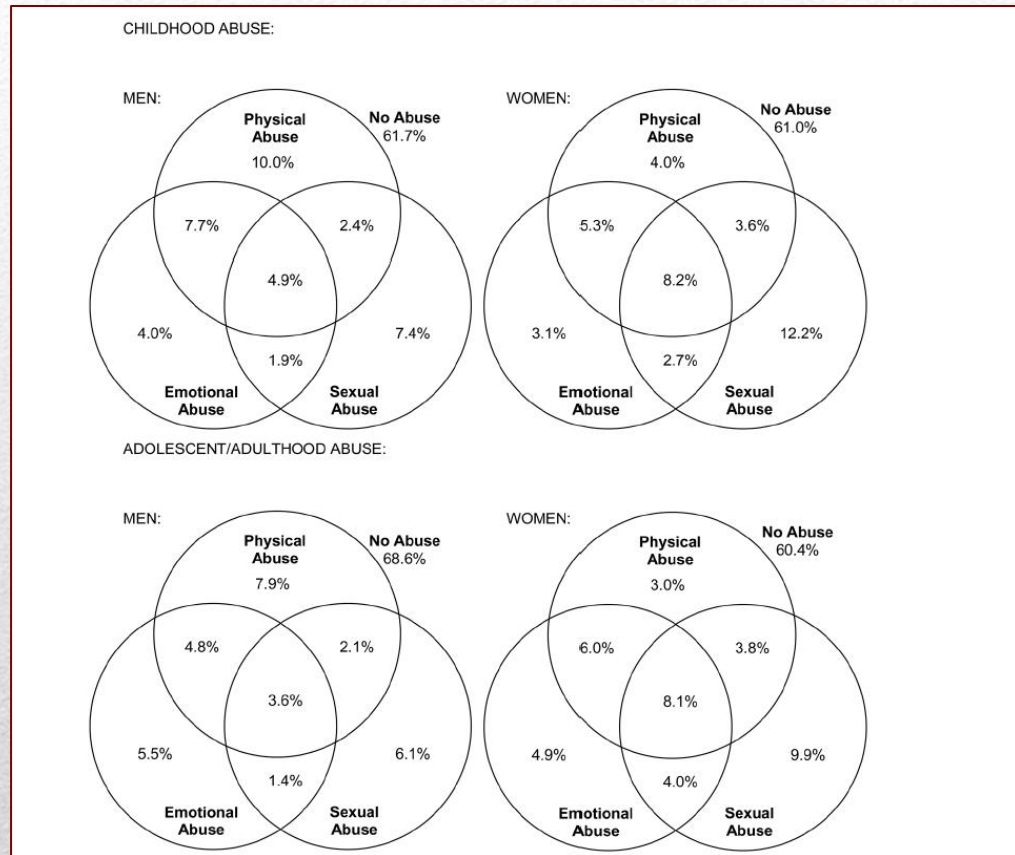 CHILDHOOD ABUSE:
MEN:
Physical
Abuse
No Abuse
61.7%
10.0%
7.7%
2.4%
4.9%
4.0%
7.4%
1.9%
Emotional
Abuse
Sexual
Abuse
WOMEN:
Physical
Abuse
No Abuse
61.0%
4.0%
5.3%
3.6%
8.2%
3.1%
12.2%
2.7%
Emotional
Abuse
Sexual
Abuse
ADOLESCENT/ADULTHOOD ABUSE:
MEN:
Physical
Abuse
No Abuse
68.6%
7.9%
4.8%
2.1%
3.6%
5.5%
6.1%
1.4%
Emotional
Abuse
Sexual
Abuse
WOMEN:
Physical
Abuse
No Abuse
60.4%
3.0%
6.0%
3.8%
8.1%
4.9%
9.9%
4.0%
Emotional
Abuse
Sexual
Abuse